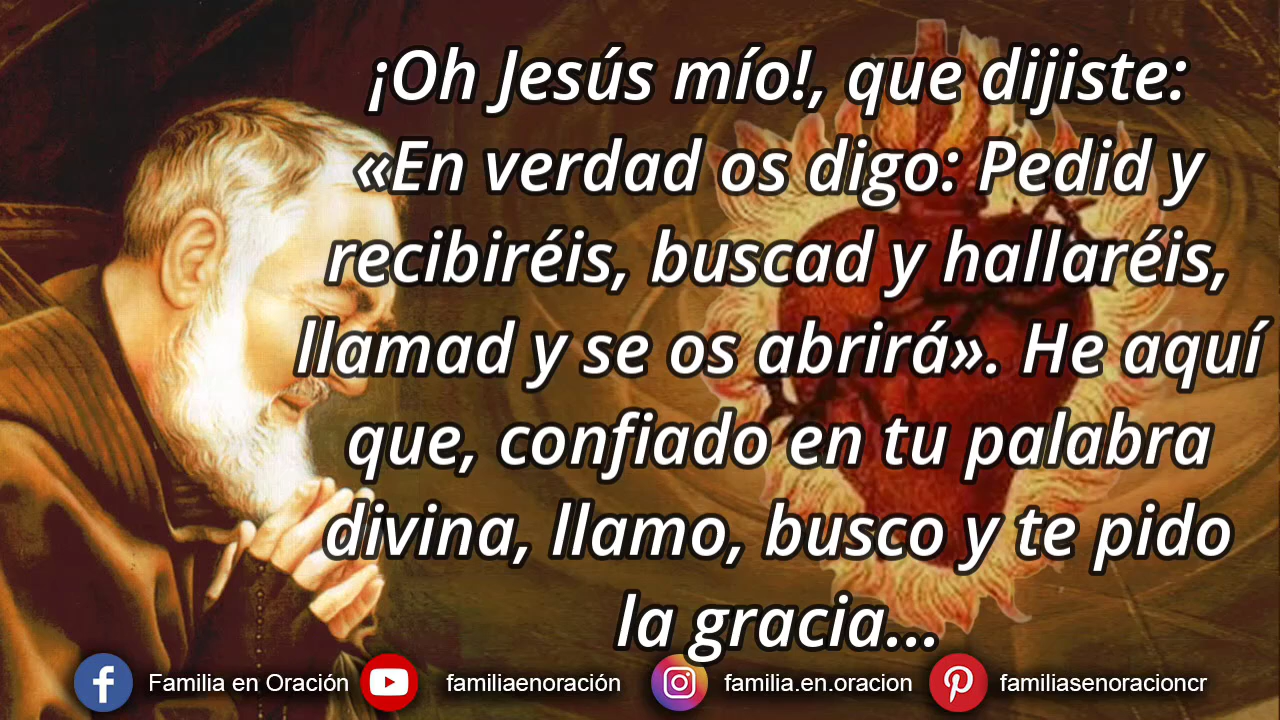 ¡Oh Jesús mío!, que dijiste:
«En verdad os digo: Pedid y
recibiréis, buscad y hallaréis,
llamad y se os abrirá». He aquí
que, confiado en tu palabra
divina, llamo, busco y te pido
la gracia...
Familia en Oración familiaenoración familia.en.oracion familiasenoracioncr